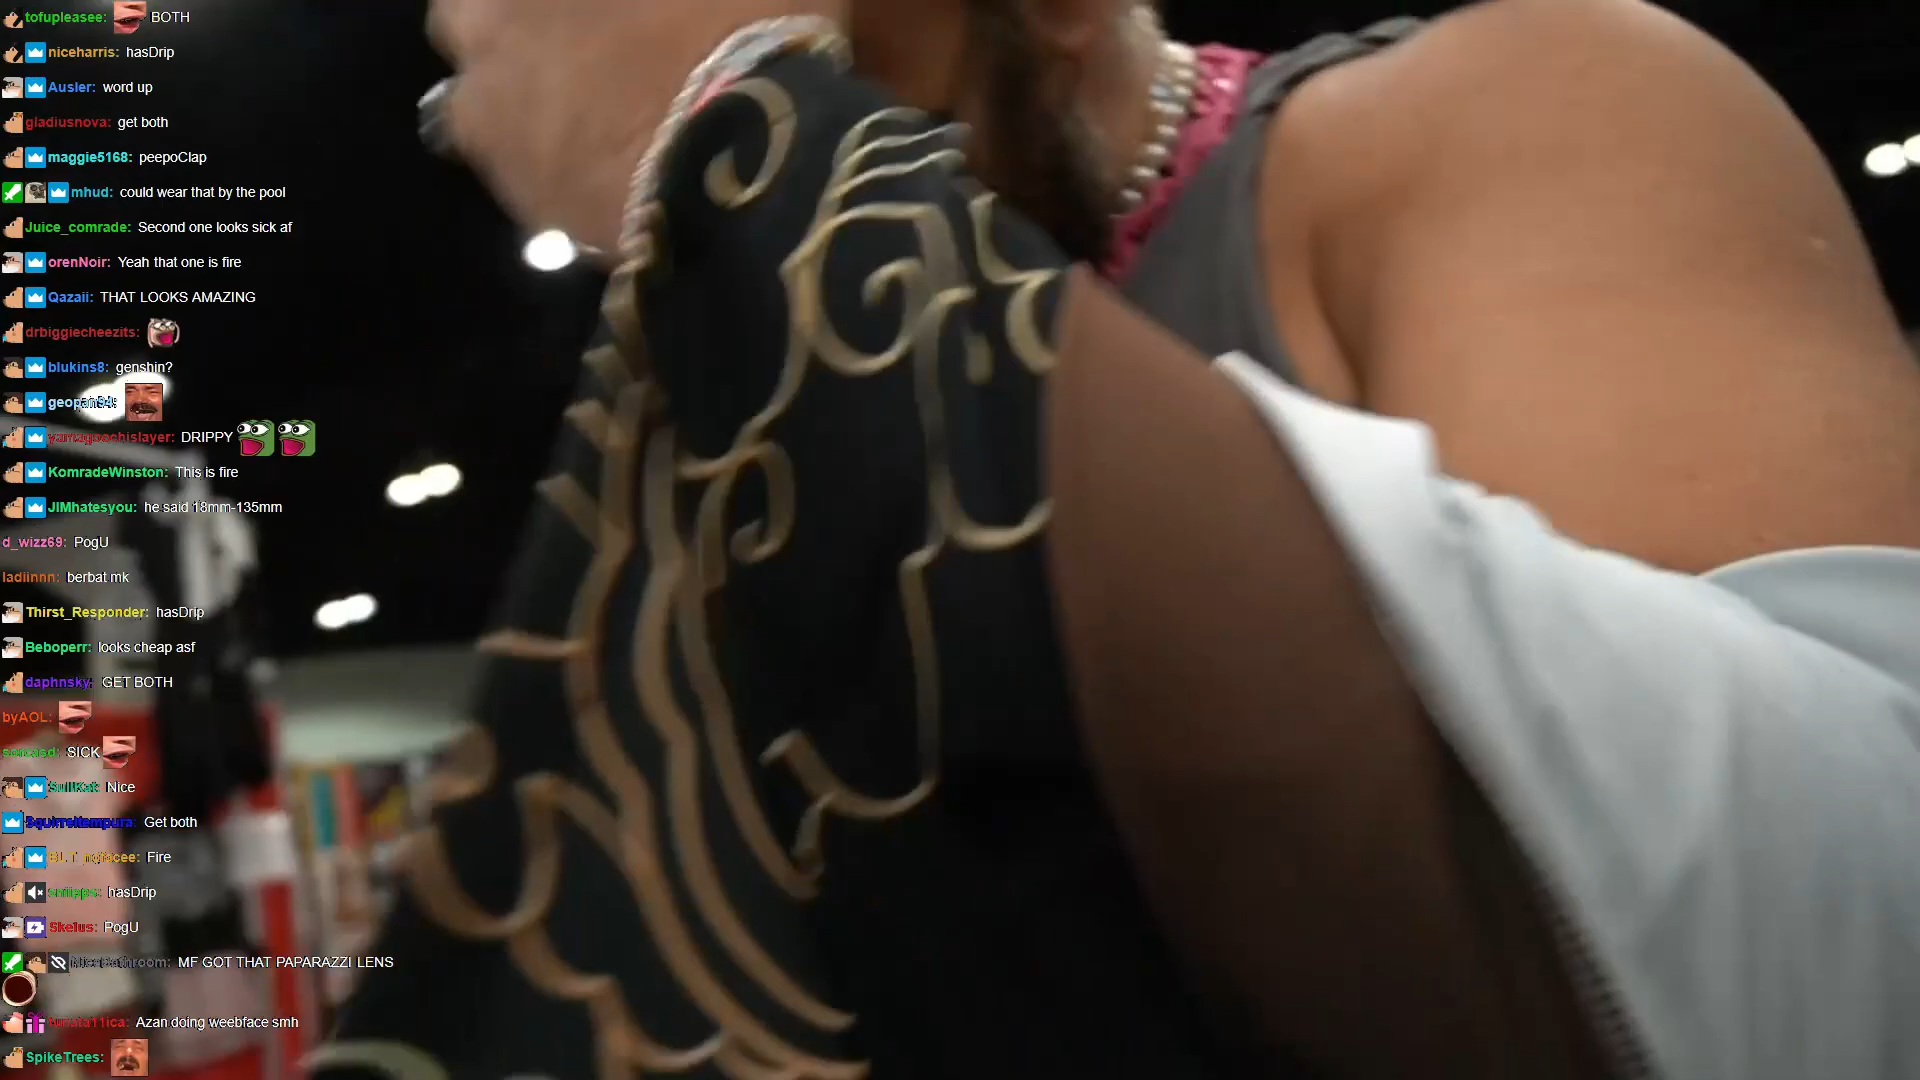 tofupleasee: BOTH
niceharris: hasDrip
Ausler: word up
gladiusnova: get both
maggie5168: peepoClap
mhud: could wear that by the pool
Juice_comrade: Second one looks sick af
orenNoir: Yeah that one is fire
Qazaii: THAT LOOKS AMAZING
drbiggiecheezits:
blukins8: genshin?
geopan94:
yamagoochislayer: DRIPPY
KomradeWinston: This is fire
JIMhatesyou: he said 18mm-135mm
d_wizz69: PogU
ladiinnn: berbat mk
Thirst_Responder: hasDrip
Beboperr: looks cheap asf
daphnsky: GET BOTH
byAOL:
SICK
Nice
Squirreltempura: Get both
Fire
hasDrip
Skelus: PogU
MF GOT THAT PAPARAZZI LENS
Azan doing weebface smh
SpikeTrees: